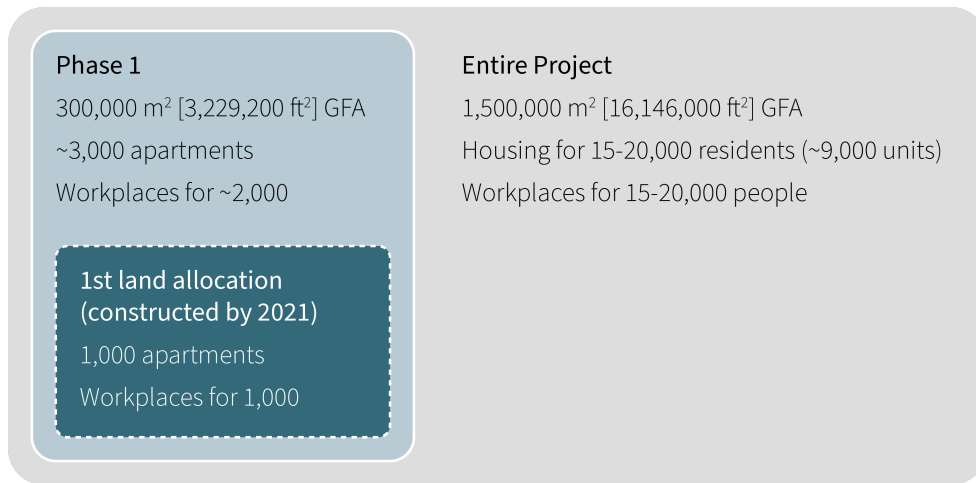 Phase 1
300,000 m² [3,229,200 ft²] GFA
~3,000 apartments
Workplaces for ~2,000
1st land allocation
(constructed by 2021)
1,000 apartments
Workplaces for 1,000
Entire Project
1,500,000 m² [16,146,000 ft²] GFA
Housing for 15-20,000 residents (~9,000 units)
Workplaces for 15-20,000 people